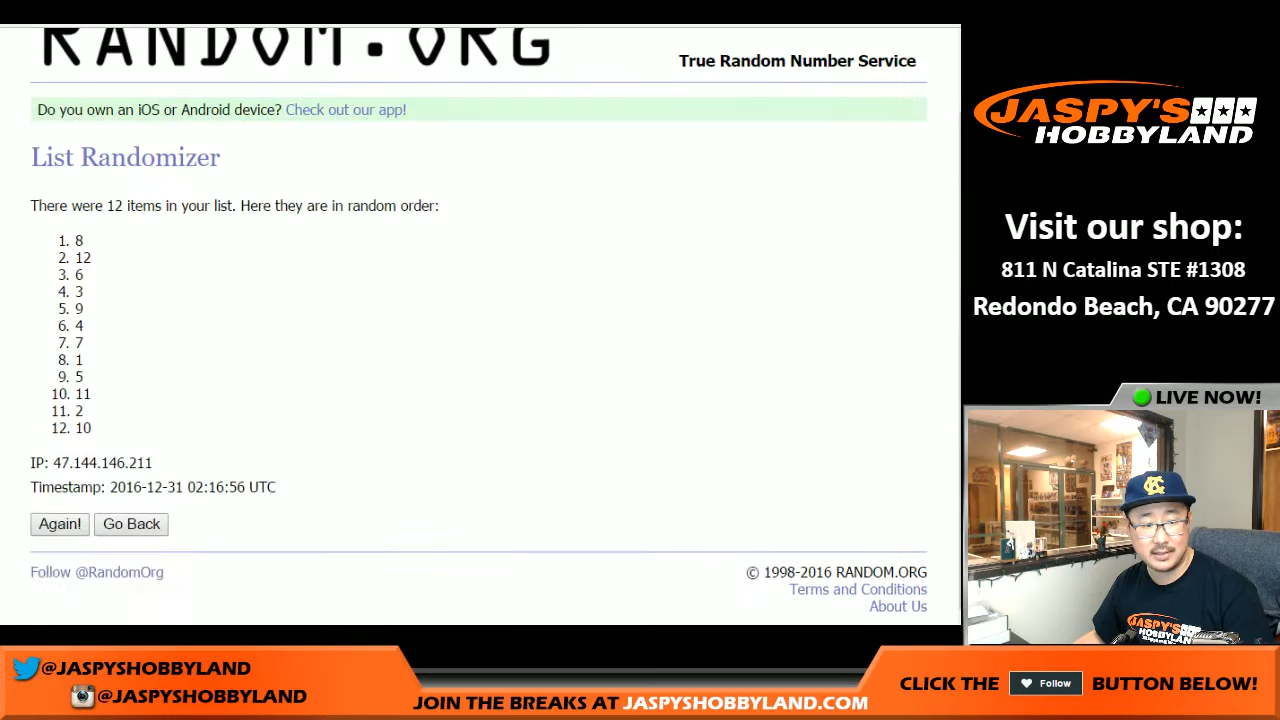 RANDOM.ORG
True Random Number Service
Do you own an iOS or Android device? Check out our app!
List Randomizer
There were 12 items in your list. Here they are in random order:
1. 8
2. 12
3. 6
4. 3
5. 9
6. 4
7. 7
8. 1
9. 5
10. 11
11. 2
12. 10
IP: 47.144.146.211
Timestamp: 2016-12-31 02:16:56 UTC
Again! Go Back
Follow @RandomOrg
© 1998-2016 RANDOM.ORG
Terms and Conditions
About Us
JASPY'S
HOBBYLAND
Visit our shop:
811 N Catalina STE #1308
Redondo Beach, CA 90277
LIVE NOW!
JASPY'S
@JASPYSHOBBYLAND
@JASPYSHOBBYLAND
JOIN THE BREAKS AT JASPYSHOBBYLAND.COM
CLICK THE Follow BUTTON BELOW!